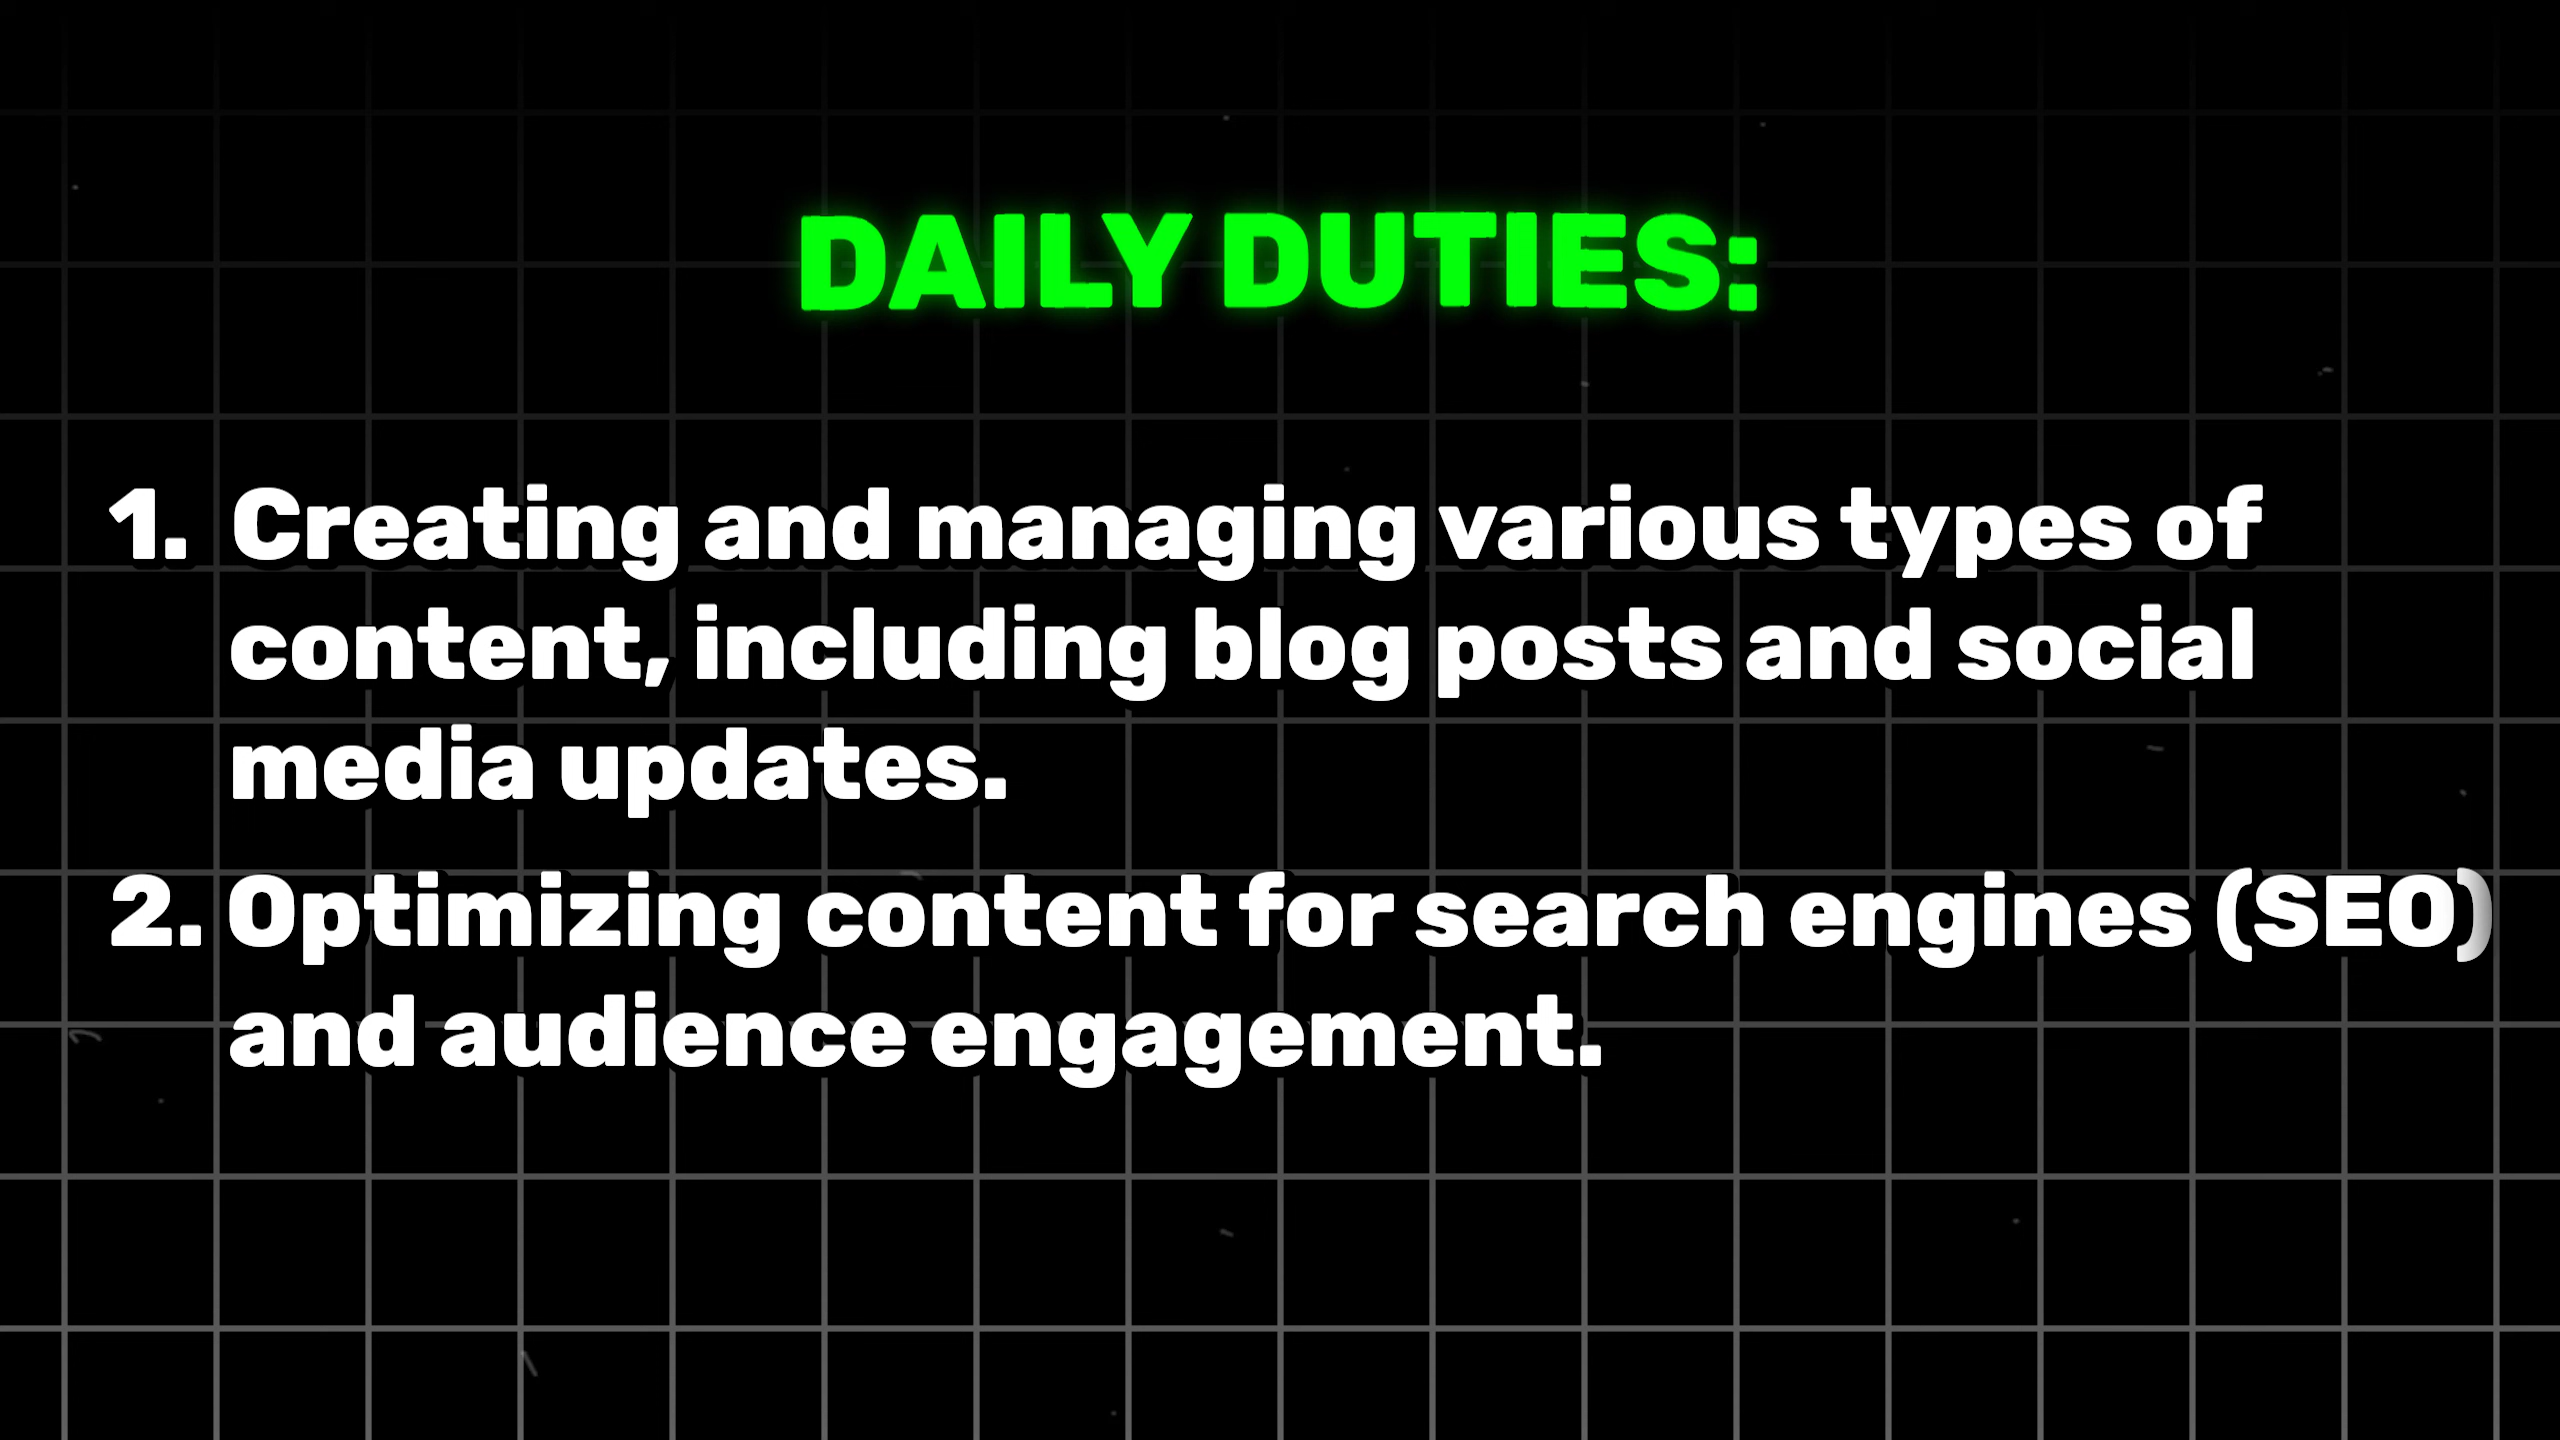 DAILY DUTIES:
1. Creating and managing various types of
content, including blog posts and social
media updates.
2. Optimizing content for search engines (SEO)
and audience engagement.